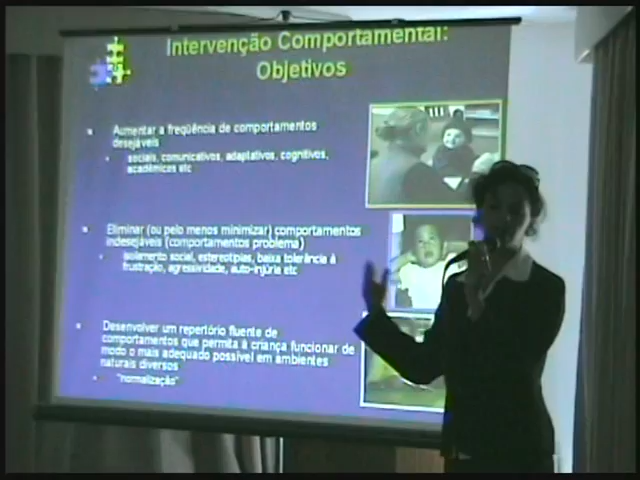 Intervenção Comportamental:
Objetivos
Aumentar a freqüência de comportamentos
desejáveis
sociais, comunicativos, adaptativos, cognitivos,
acadêmicos etc
Eliminar (ou pelo menos minimizar) comportamentos
indesejáveis (comportamentos problema)
isolamento social, estereotipias, baixa tolerância à
frustração, agressividade, auto-injúria etc
Desenvolver um repertório fluente de
comportamentos que permita à criança funcionar de
modo o mais adequado possível em ambientes
naturais diversos
"normalização"